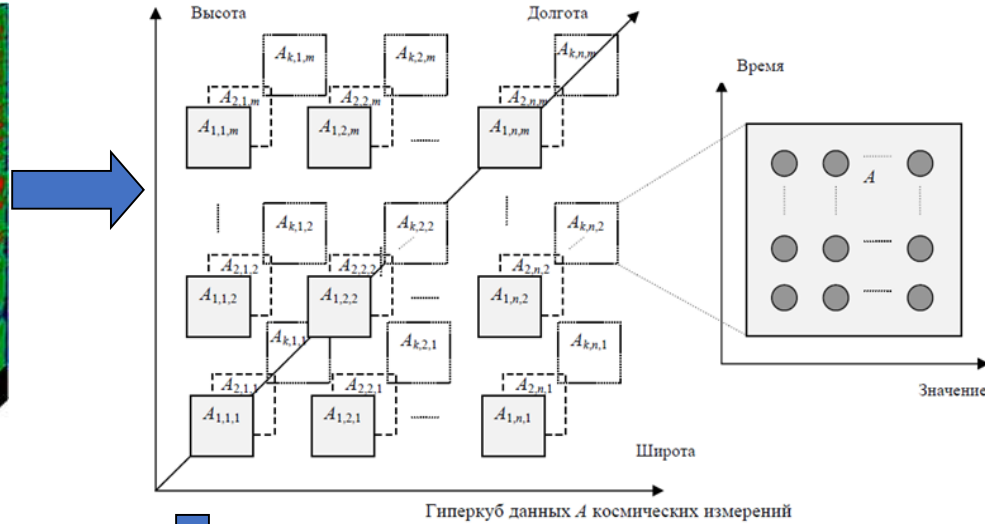 Высота
Долгота
A_{k,1,m} A_{k,2,m} A_{k,n,m}
A_{2,1,m} A_{2,2,m} A_{2,n,m}
A_{1,1,m} A_{1,2,m} A_{1,n,m}
A_{k,1,2} A_{k,2,2} A_{k,n,2}
A_{2,1,2} A_{2,2,2} A_{2,n,2}
A_{1,1,2} A_{1,2,2} A_{1,n,2}
A_{k,1,1} A_{k,2,1} A_{k,n,1}
A_{2,1,1} A_{2,2,1} A_{2,n,1}
A_{1,1,1} A_{1,2,1} A_{1,n,1}
Широта
Время
A
Значение
Гиперкуб данных A космических измерений